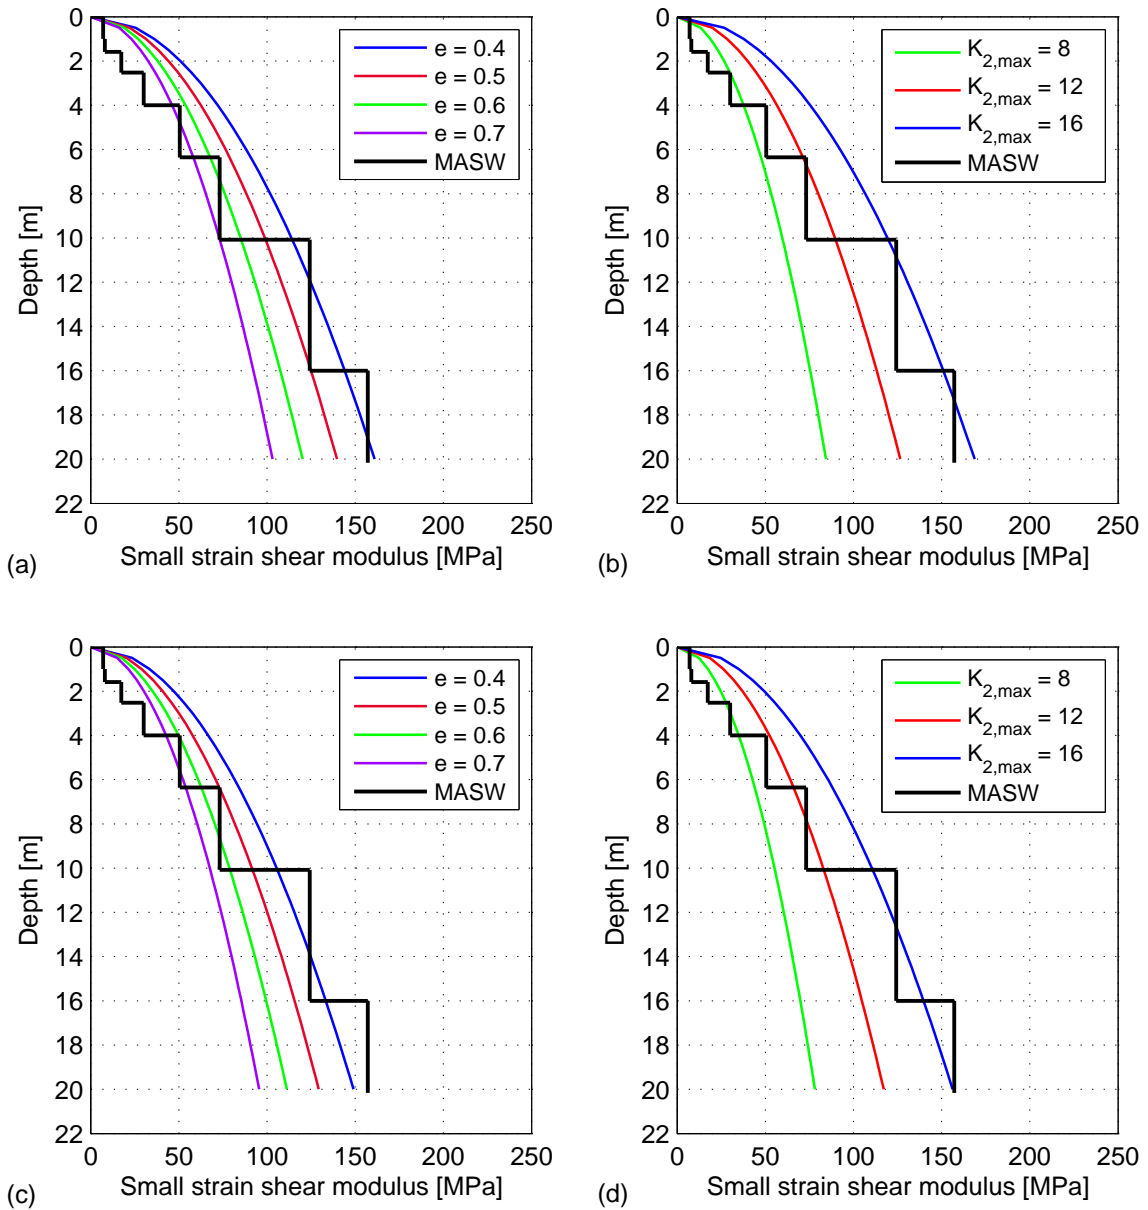 0
2
4
6
8
10
12
14
16
18
20
22
Depth [m]
e = 0.4
e = 0.5
e = 0.6
e = 0.7
MASW
0 50 100 150 200 250
Small strain shear modulus [MPa]
(a)
0
2
4
6
8
10
12
14
16
18
20
22
Depth [m]
K2,max = 8
K2,max = 12
K2,max = 16
MASW
0 50 100 150 200 250
Small strain shear modulus [MPa]
(b)
0
2
4
6
8
10
12
14
16
18
20
22
Depth [m]
e = 0.4
e = 0.5
e = 0.6
e = 0.7
MASW
0 50 100 150 200 250
Small strain shear modulus [MPa]
(c)
0
2
4
6
8
10
12
14
16
18
20
22
Depth [m]
K2,max = 8
K2,max = 12
K2,max = 16
MASW
0 50 100 150 200 250
Small strain shear modulus [MPa]
(d)